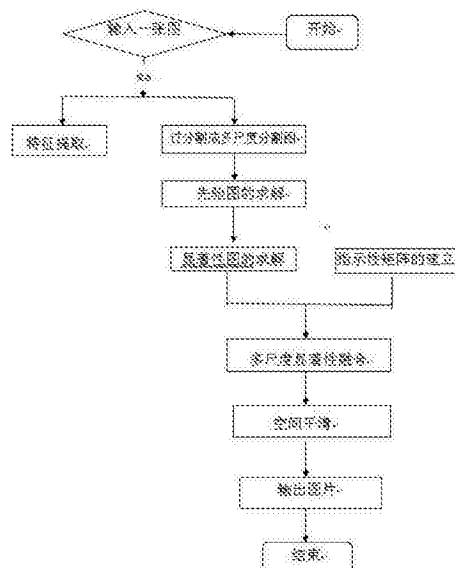 输入一张图
开始
特征提取
过分割成多尺度分割图
先验图的求解
显著性图的求解
指示性矩阵的建立
多尺度显著性融合
空间平滑
输出图片
结束